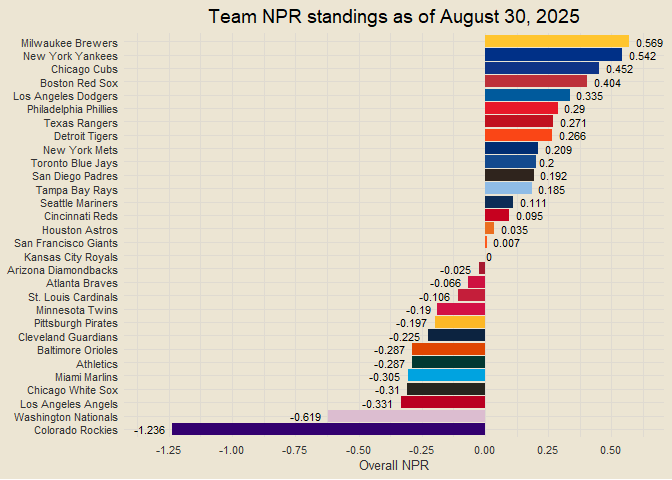 Team NPR standings as of August 30, 2025
Milwaukee Brewers 0.569
New York Yankees 0.542
Chicago Cubs 0.452
Boston Red Sox 0.404
Los Angeles Dodgers 0.335
Philadelphia Phillies 0.29
Texas Rangers 0.271
Detroit Tigers 0.266
New York Mets 0.209
Toronto Blue Jays 0.2
San Diego Padres 0.192
Tampa Bay Rays 0.185
Seattle Mariners 0.111
Cincinnati Reds 0.095
Houston Astros 0.035
San Francisco Giants 0.007
Kansas City Royals 0
Arizona Diamondbacks -0.025
Atlanta Braves -0.066
St. Louis Cardinals -0.106
Minnesota Twins -0.19
Pittsburgh Pirates -0.197
Cleveland Guardians -0.225
Baltimore Orioles -0.287
Athletics -0.287
Miami Marlins -0.305
Chicago White Sox -0.31
Los Angeles Angels -0.331
Washington Nationals -0.619
Colorado Rockies -1.236
-1.25 -1.00 -0.75 -0.50 -0.25 0.00 0.25 0.50
Overall NPR